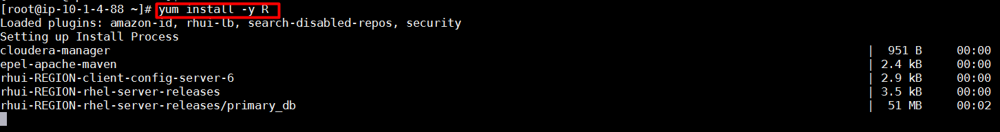 [root@ip-10-1-4-88 ~]# yum install -y R
Loaded plugins: amazon-id, rhui-lb, search-disabled-repos, security
Setting up Install Process
cloudera-manager | 951 B 00:00
epel-apache-maven | 2.4 kB 00:00
rhui-REGION-client-config-server-6 | 2.9 kB 00:00
rhui-REGION-rhel-server-releases | 3.5 kB 00:00
rhui-REGION-rhel-server-releases/primary_db | 51 MB 00:02